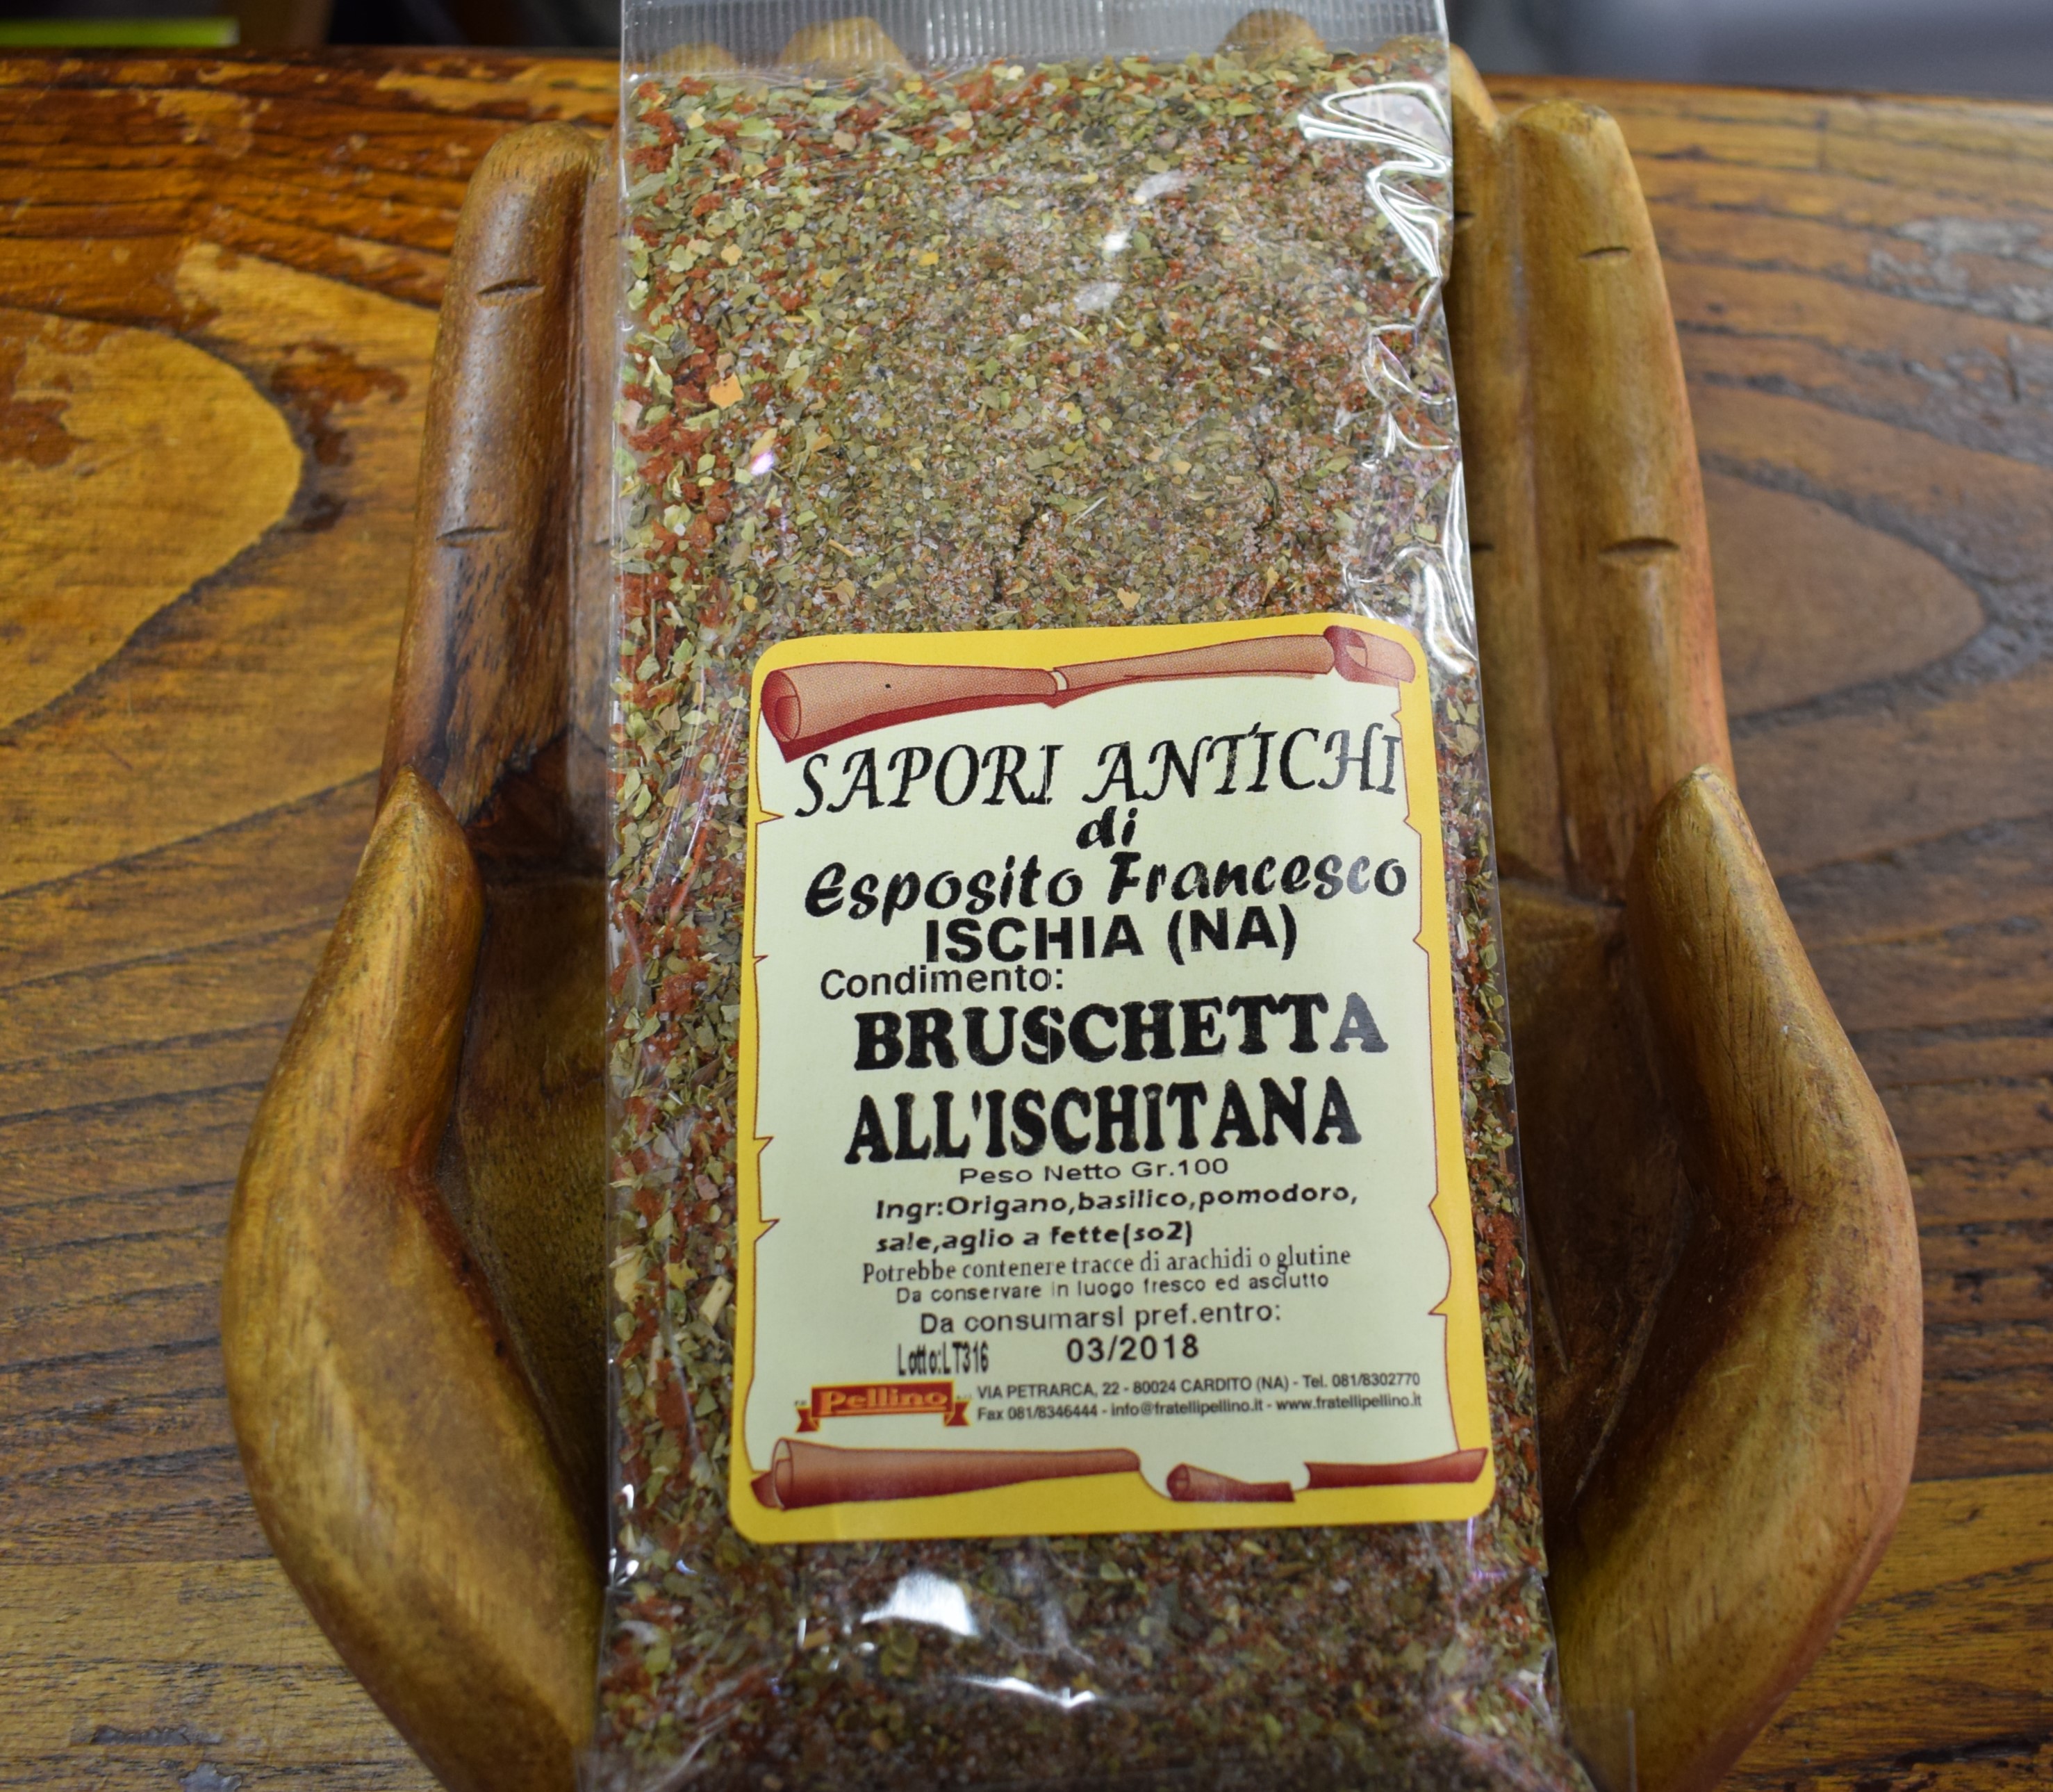 SAPORI ANTICHI
di
Esposito Francesco
ISCHIA (NA)
Condimento:
BRUSCHETTA
ALL'ISCHITANA
Peso Netto Gr.100
Ingr:Origano,basilico,pomodoro,
sale,aglio a fette(so2)
Potrebbe contenere tracce di arachidi o glutine
Da conservare in luogo fresco ed asciutto
Da consumarsI pref.entro:
Lotto:LT316 03/2018
Pellino
VIA PETRARCA, 22 - 80024 CARDITO (NA) - Tel. 081/8302770
Fax 081/8346444 - info@fratellipellino.it - www.fratellipellino.it